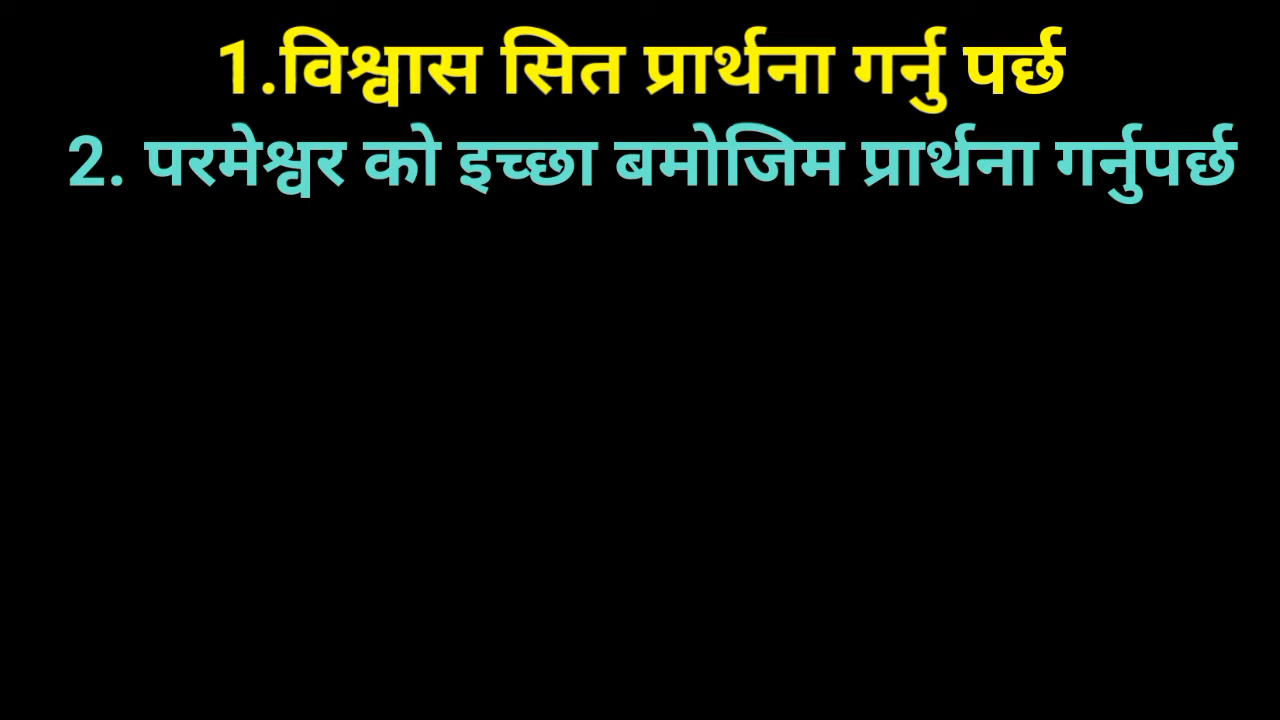 1.विश्वास सित प्रार्थना गर्नु पर्छ
2. परमेश्वर को इच्छा बमोजिम प्रार्थना गर्नुपर्छ